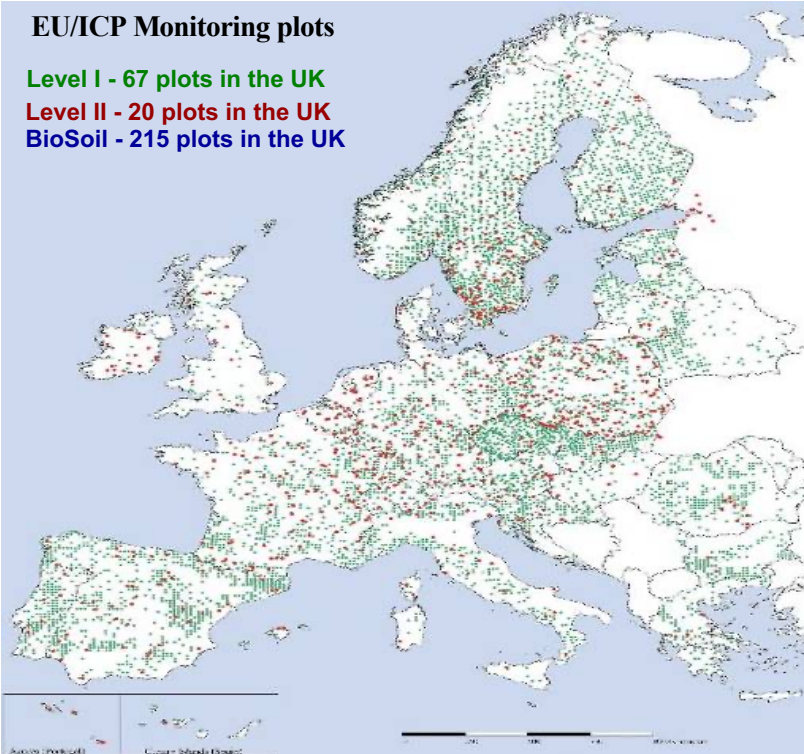 EU/ICP Monitoring plots
Level I - 67 plots in the UK
Level II - 20 plots in the UK
BioSoil - 215 plots in the UK